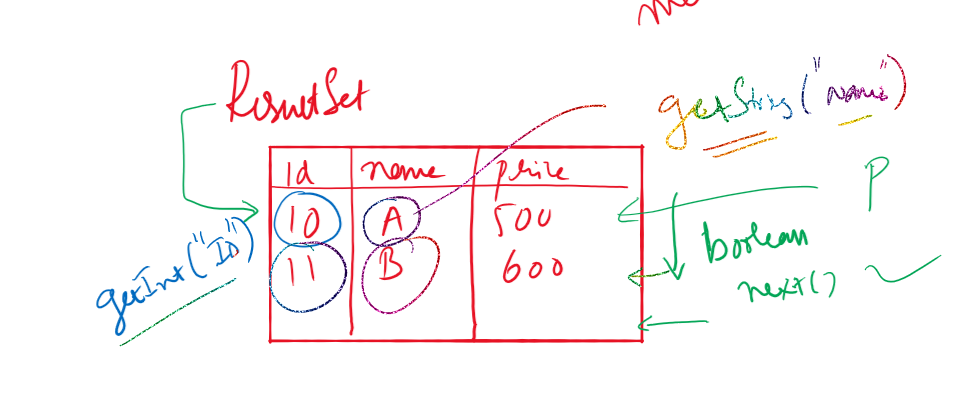 ResultSet
getString("name")
id name price
10 A 500
11 B 600
getInt("ID")
P
boolean
next()